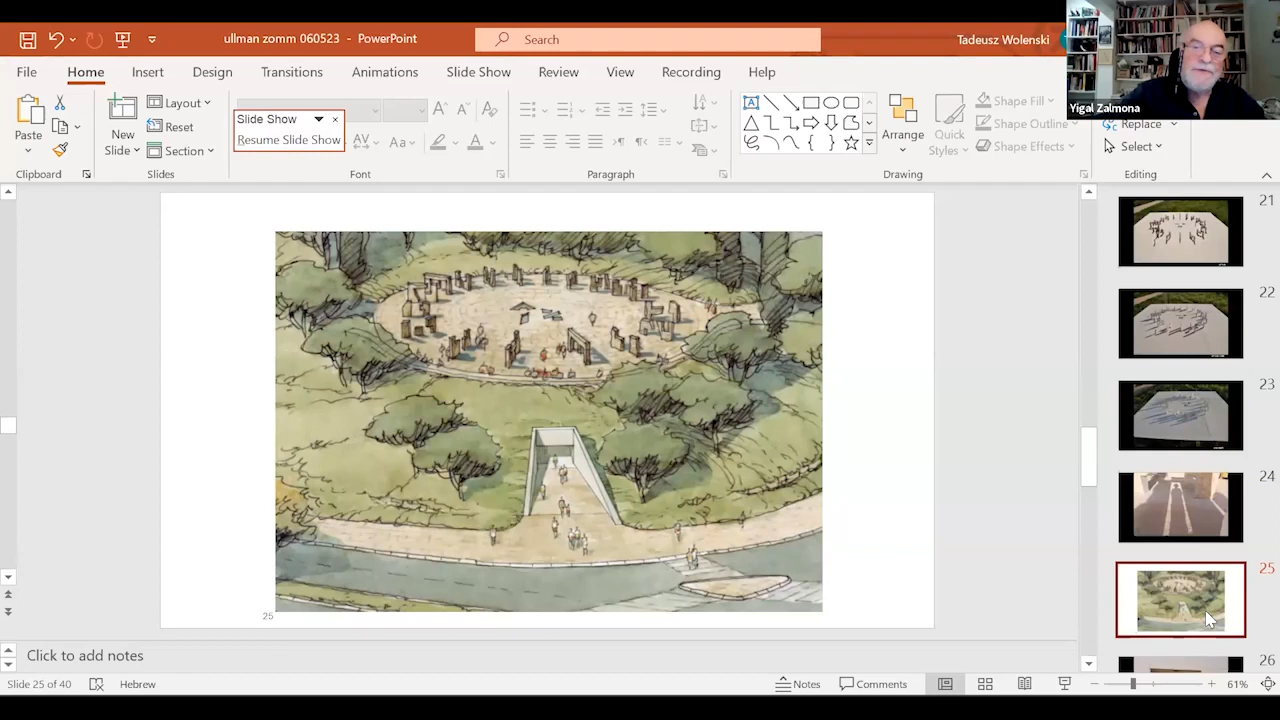 ullman zomm 060523 - PowerPoint
Search
Tadeusz Wolenski
Yigal Zalmona
File
Home
Insert
Design
Transitions
Animations
Slide Show
Review
View
Recording
Help
Paste
Clipboard
New
Slide
Layout
Reset
Section
Slides
Slide Show
Resume Slide Show
Aa
Font
Paragraph
Arrange
Quick
Styles
Shape Fill
Shape Outline
Shape Effects
Drawing
Replace
Select
Editing
21
22
23
24
25
26
25
Click to add notes
Slide 25 of 40
Hebrew
Notes
Comments
61%